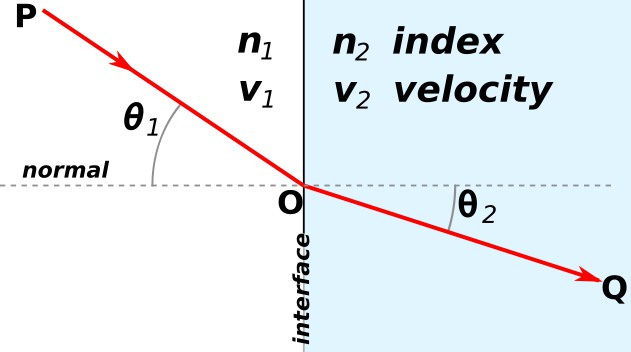 P
n1 n2 index
v1 v2 velocity
θ1
normal
O
θ2
interface
Q